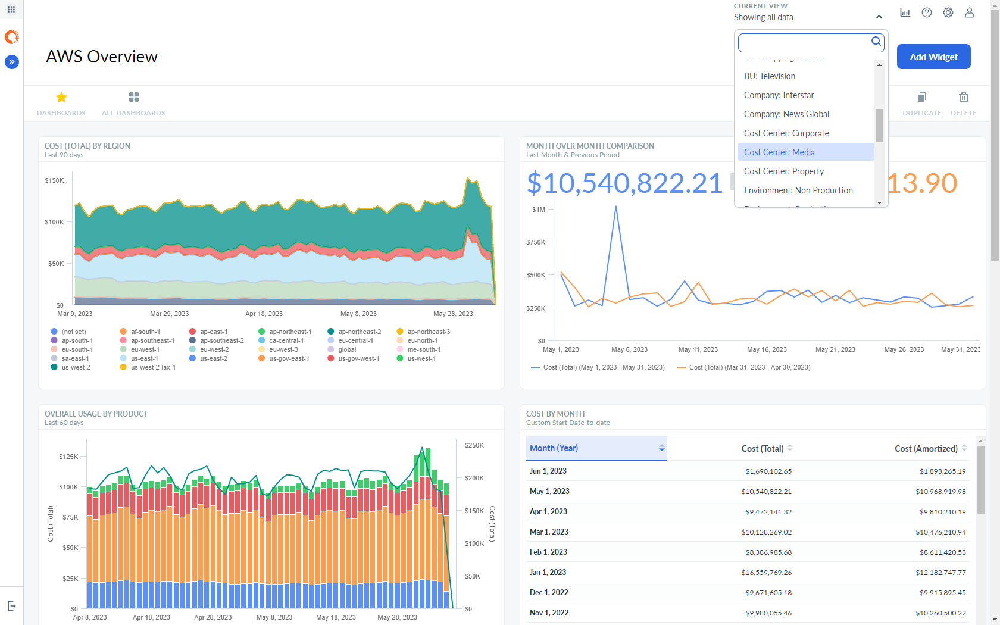 CURRENT VIEW
Showing all data
AWS Overview
Add Widget
BU: Television
Company: Interstar
Company: News Global
Cost Center: Corporate
Cost Center: Media
Cost Center: Property
Environment: Non Production
DASHBOARDS
ALL DASHBOARDS
DUPLICATE
DELETE
COST (TOTAL) BY REGION
Last 90 days
$150K
$100K
$50K
$0
Mar 9, 2023
Mar 29, 2023
Apr 18, 2023
May 8, 2023
May 28, 2023
(not set)
af-south-1
ap-east-1
ap-northeast-1
ap-northeast-2
ap-northeast-3
ap-south-1
ap-southeast-1
ap-southeast-2
ca-central-1
eu-central-1
eu-north-1
eu-south-1
eu-west-1
eu-west-2
eu-west-3
global
me-south-1
sa-east-1
us-east-1
us-east-2
us-gov-east-1
us-gov-west-1
us-west-1
us-west-2
us-west-2-lax-1
MONTH OVER MONTH COMPARISON
Last Month & Previous Period
$10,540,822.21
13.90
$1M
$750K
$500K
$250K
$0
May 1, 2023
May 6, 2023
May 11, 2023
May 16, 2023
May 21, 2023
May 26, 2023
May 31, 2023
Cost (Total) (May 1, 2023 - May 31, 2023)
Cost (Total) (Mar 31, 2023 - Apr 30, 2023)
OVERALL USAGE BY PRODUCT
Last 60 days
$125K
$100K
$75K
$50K
$25K
$0
Cost (Total)
$250K
$200K
$150K
$100K
$50K
$0
Cost (Total)
Apr 8, 2023
Apr 18, 2023
Apr 28, 2023
May 8, 2023
May 18, 2023
May 28, 2023
COST BY MONTH
Custom Start Date-to-date
Month (Year) Cost (Total) Cost (Amortized)
Jun 1, 2023 $1,690,102.65 $1,893,265.19
May 1, 2023 $10,540,822.21 $10,968,919.98
Apr 1, 2023 $9,472,141.32 $9,810,210.19
Mar 1, 2023 $10,128,269.02 $10,476,210.94
Feb 1, 2023 $8,386,985.68 $8,611,420.53
Jan 1, 2023 $16,559,769.26 $12,182,747.77
Dec 1, 2022 $9,671,605.18 $9,915,895.45
Nov 1, 2022 $9,980,055.46 $10,260,500.22